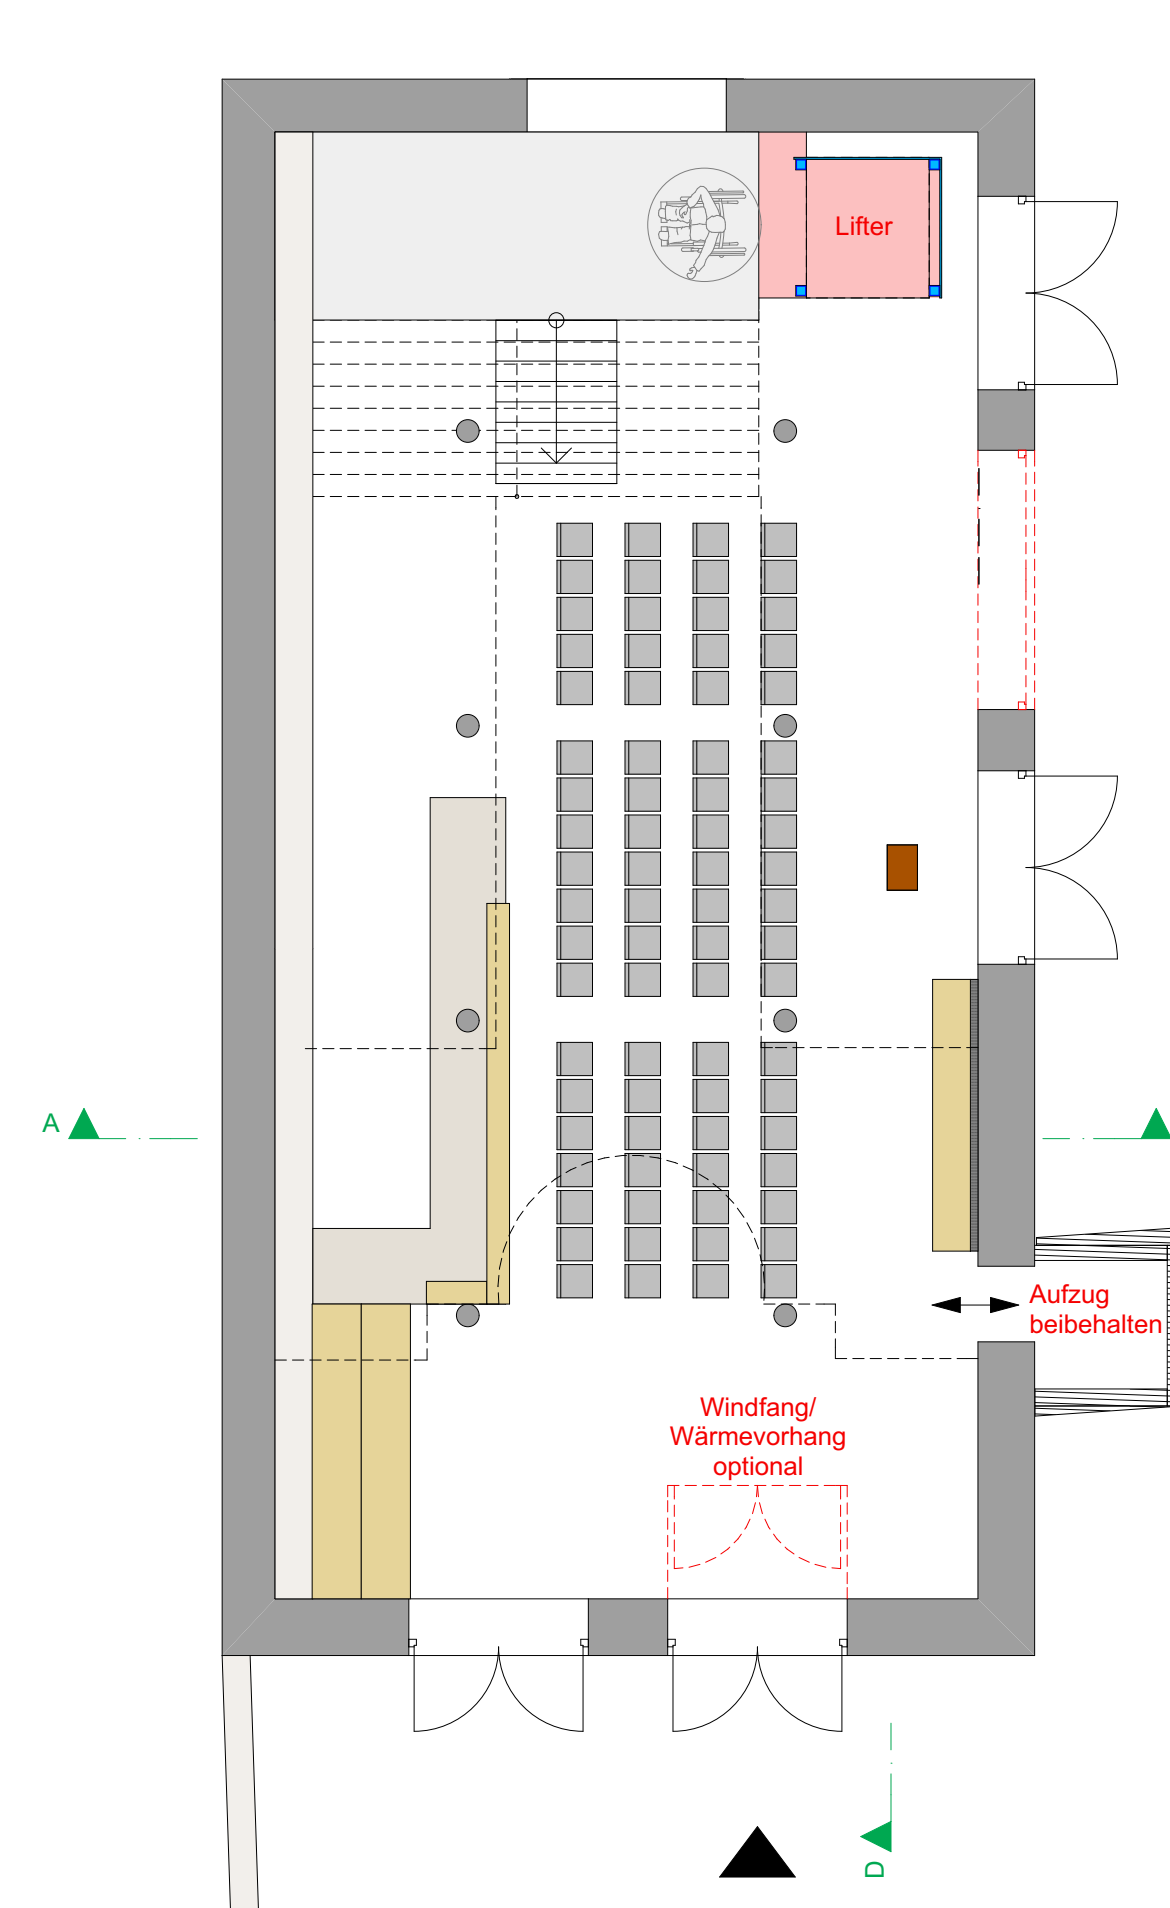 Lifter
A
Aufzug
beibehalten
Windfang/
Wärmevorhang
optional
D